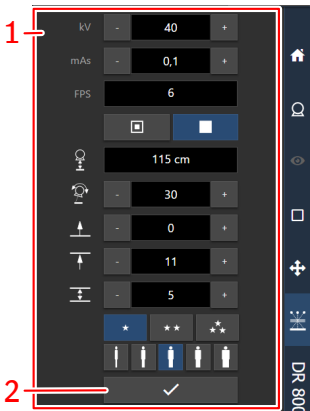 1
kV - 40 +
mAs - 0,1 +
FPS 6
115 cm
- 30 +
- 0 +
- 11 +
- 5 +
2
DR 800